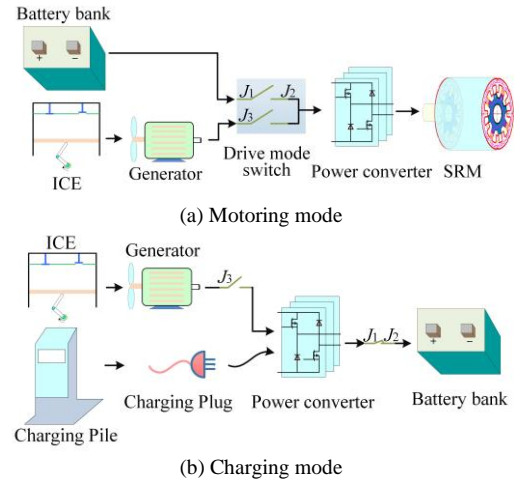 Battery bank
+ −
J1 J2
J3
ICE
Generator
Drive mode
switch
Power converter
SRM
(a) Motoring mode
ICE
Generator
J3
J1 J2
+ −
Charging Pile
Charging Plug
Power converter
Battery bank
(b) Charging mode